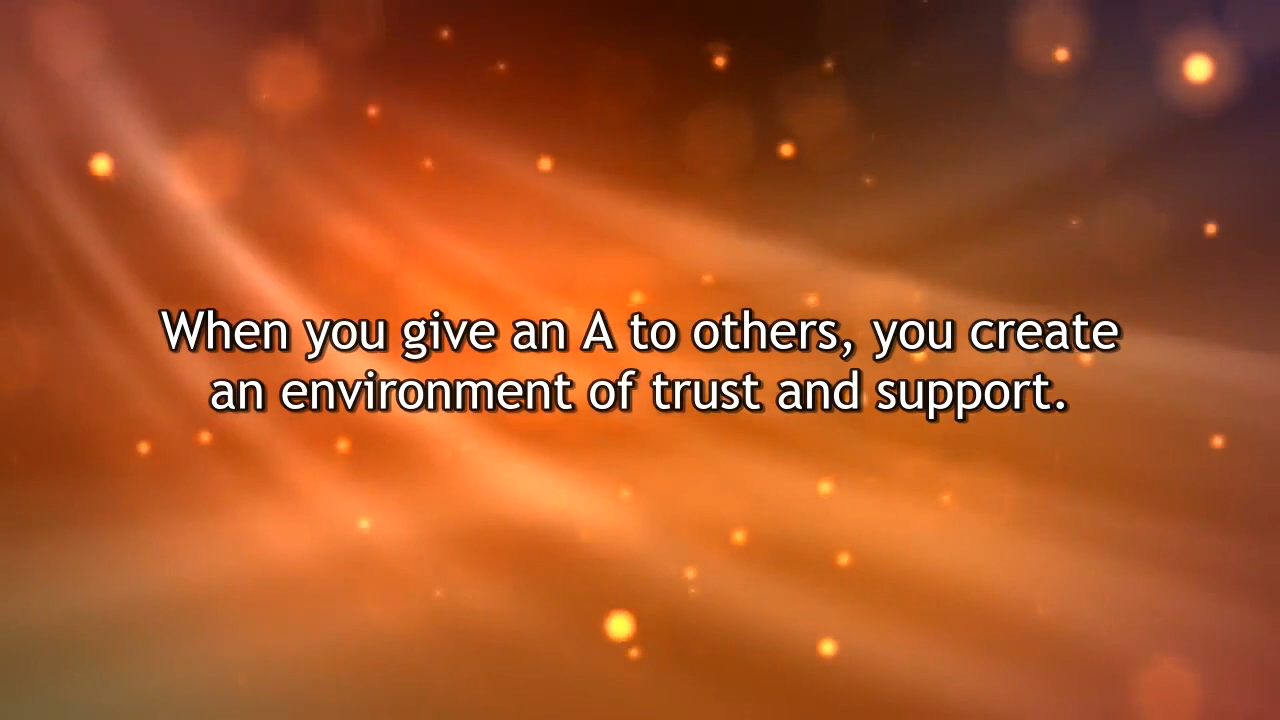 When you give an A to others, you create
an environment of trust and support.